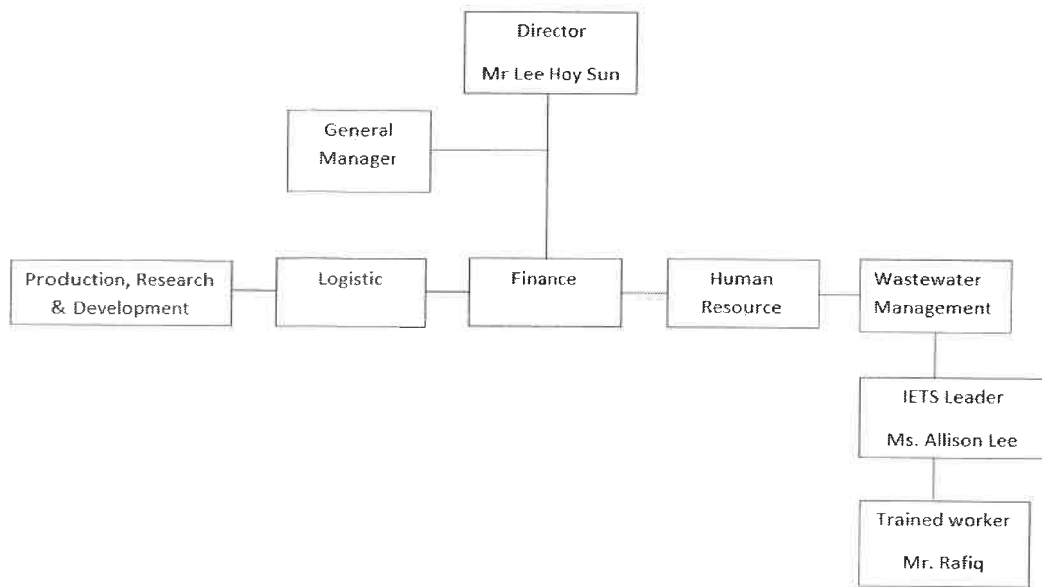 Director
Mr Lee Hoy Sun
General
Manager
Production, Research
& Development
Logistic
Finance
Human
Resource
Wastewater
Management
IETS Leader
Ms. Allison Lee
Trained worker
Mr. Rafiq